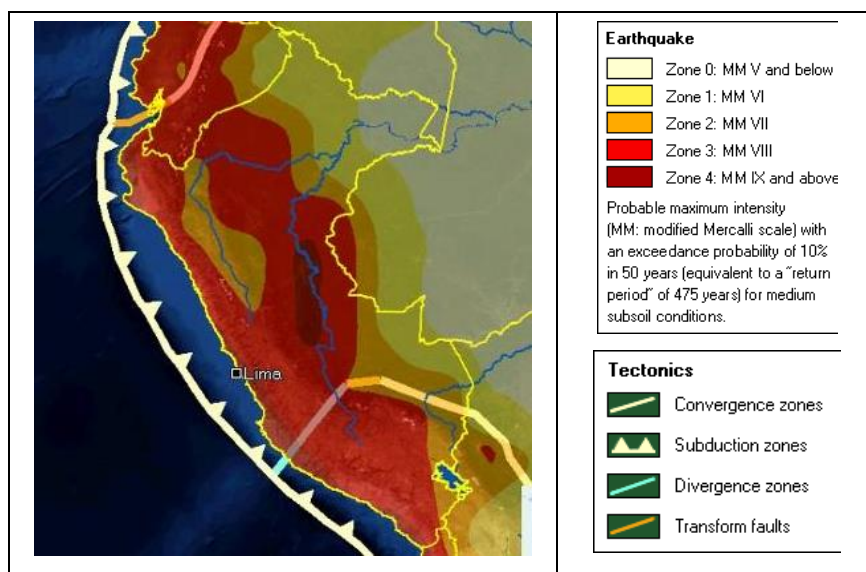 Lima
Earthquake
Zone 0: MM V and below
Zone 1: MM VI
Zone 2: MM VII
Zone 3: MM VIII
Zone 4: MM IX and above
Probable maximum intensity
(MM: modified Mercalli scale) with
an exceedance probability of 10%
in 50 years (equivalent to a "return
period" of 475 years) for medium
subsoil conditions.
Tectonics
Convergence zones
Subduction zones
Divergence zones
Transform faults